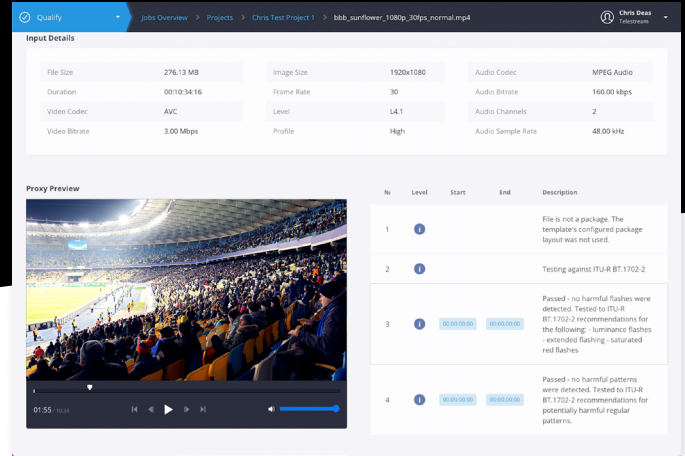 Qualify
Jobs Overview > Projects > Chris Test Project 1 > bbb_sunflower_1080p_30fps_normal.mp4
Chris Deas
Telestream
Input Details
File Size 276.13 MB Image Size 1920x1080 Audio Codec MPEG Audio
Duration 00:10:34:16 Frame Rate 30 Audio Bitrate 160.00 kbps
Video Codec AVC Level L4.1 Audio Channels 2
Video Bitrate 3.00 Mbps Profile High Audio Sample Rate 48.00 kHz
Proxy Preview
№ Level Start End Description
1
File is not a package. The
template's configured package
layout was not used.
2 Testing against ITU-R BT.1702-2
3 00:00:00:00 00:00:00:00
Passed - no harmful flashes were
detected. Tested to ITU-R
BT.1702-2 recommendations for
the following: - luminance flashes
- extended flashing - saturated
red flashes
4 00:00:00:00 00:00:00:00
Passed - no harmful patterns
were detected. Tested to ITU-R
BT.1702-2 recommendations for
potentially harmful regular
patterns.
01:55 / 10:34